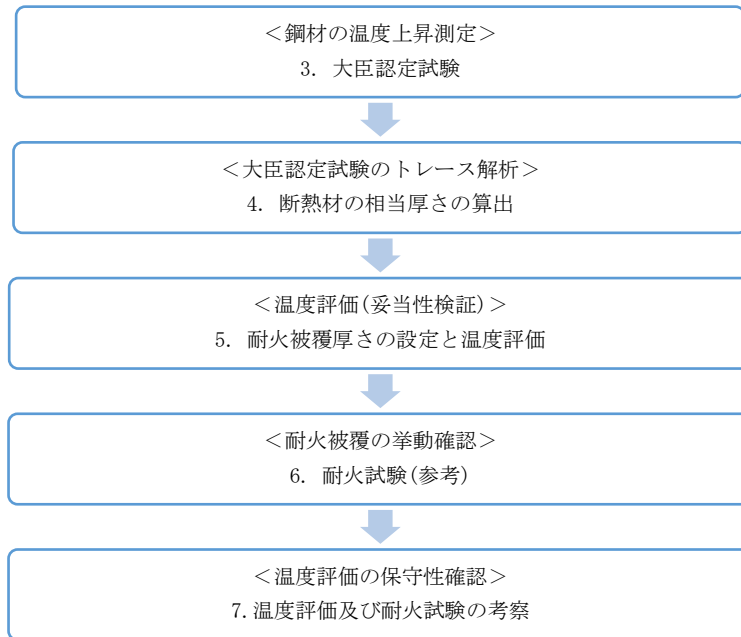 ＜鋼材の温度上昇測定＞
3. 大臣認定試験
＜大臣認定試験のトレース解析＞
4. 断熱材の相当厚さの算出
＜温度評価(妥当性検証)＞
5. 耐火被覆厚さの設定と温度評価
＜耐火被覆の挙動確認＞
6. 耐火試験(参考)
＜温度評価の保守性確認＞
7.温度評価及び耐火試験の考察